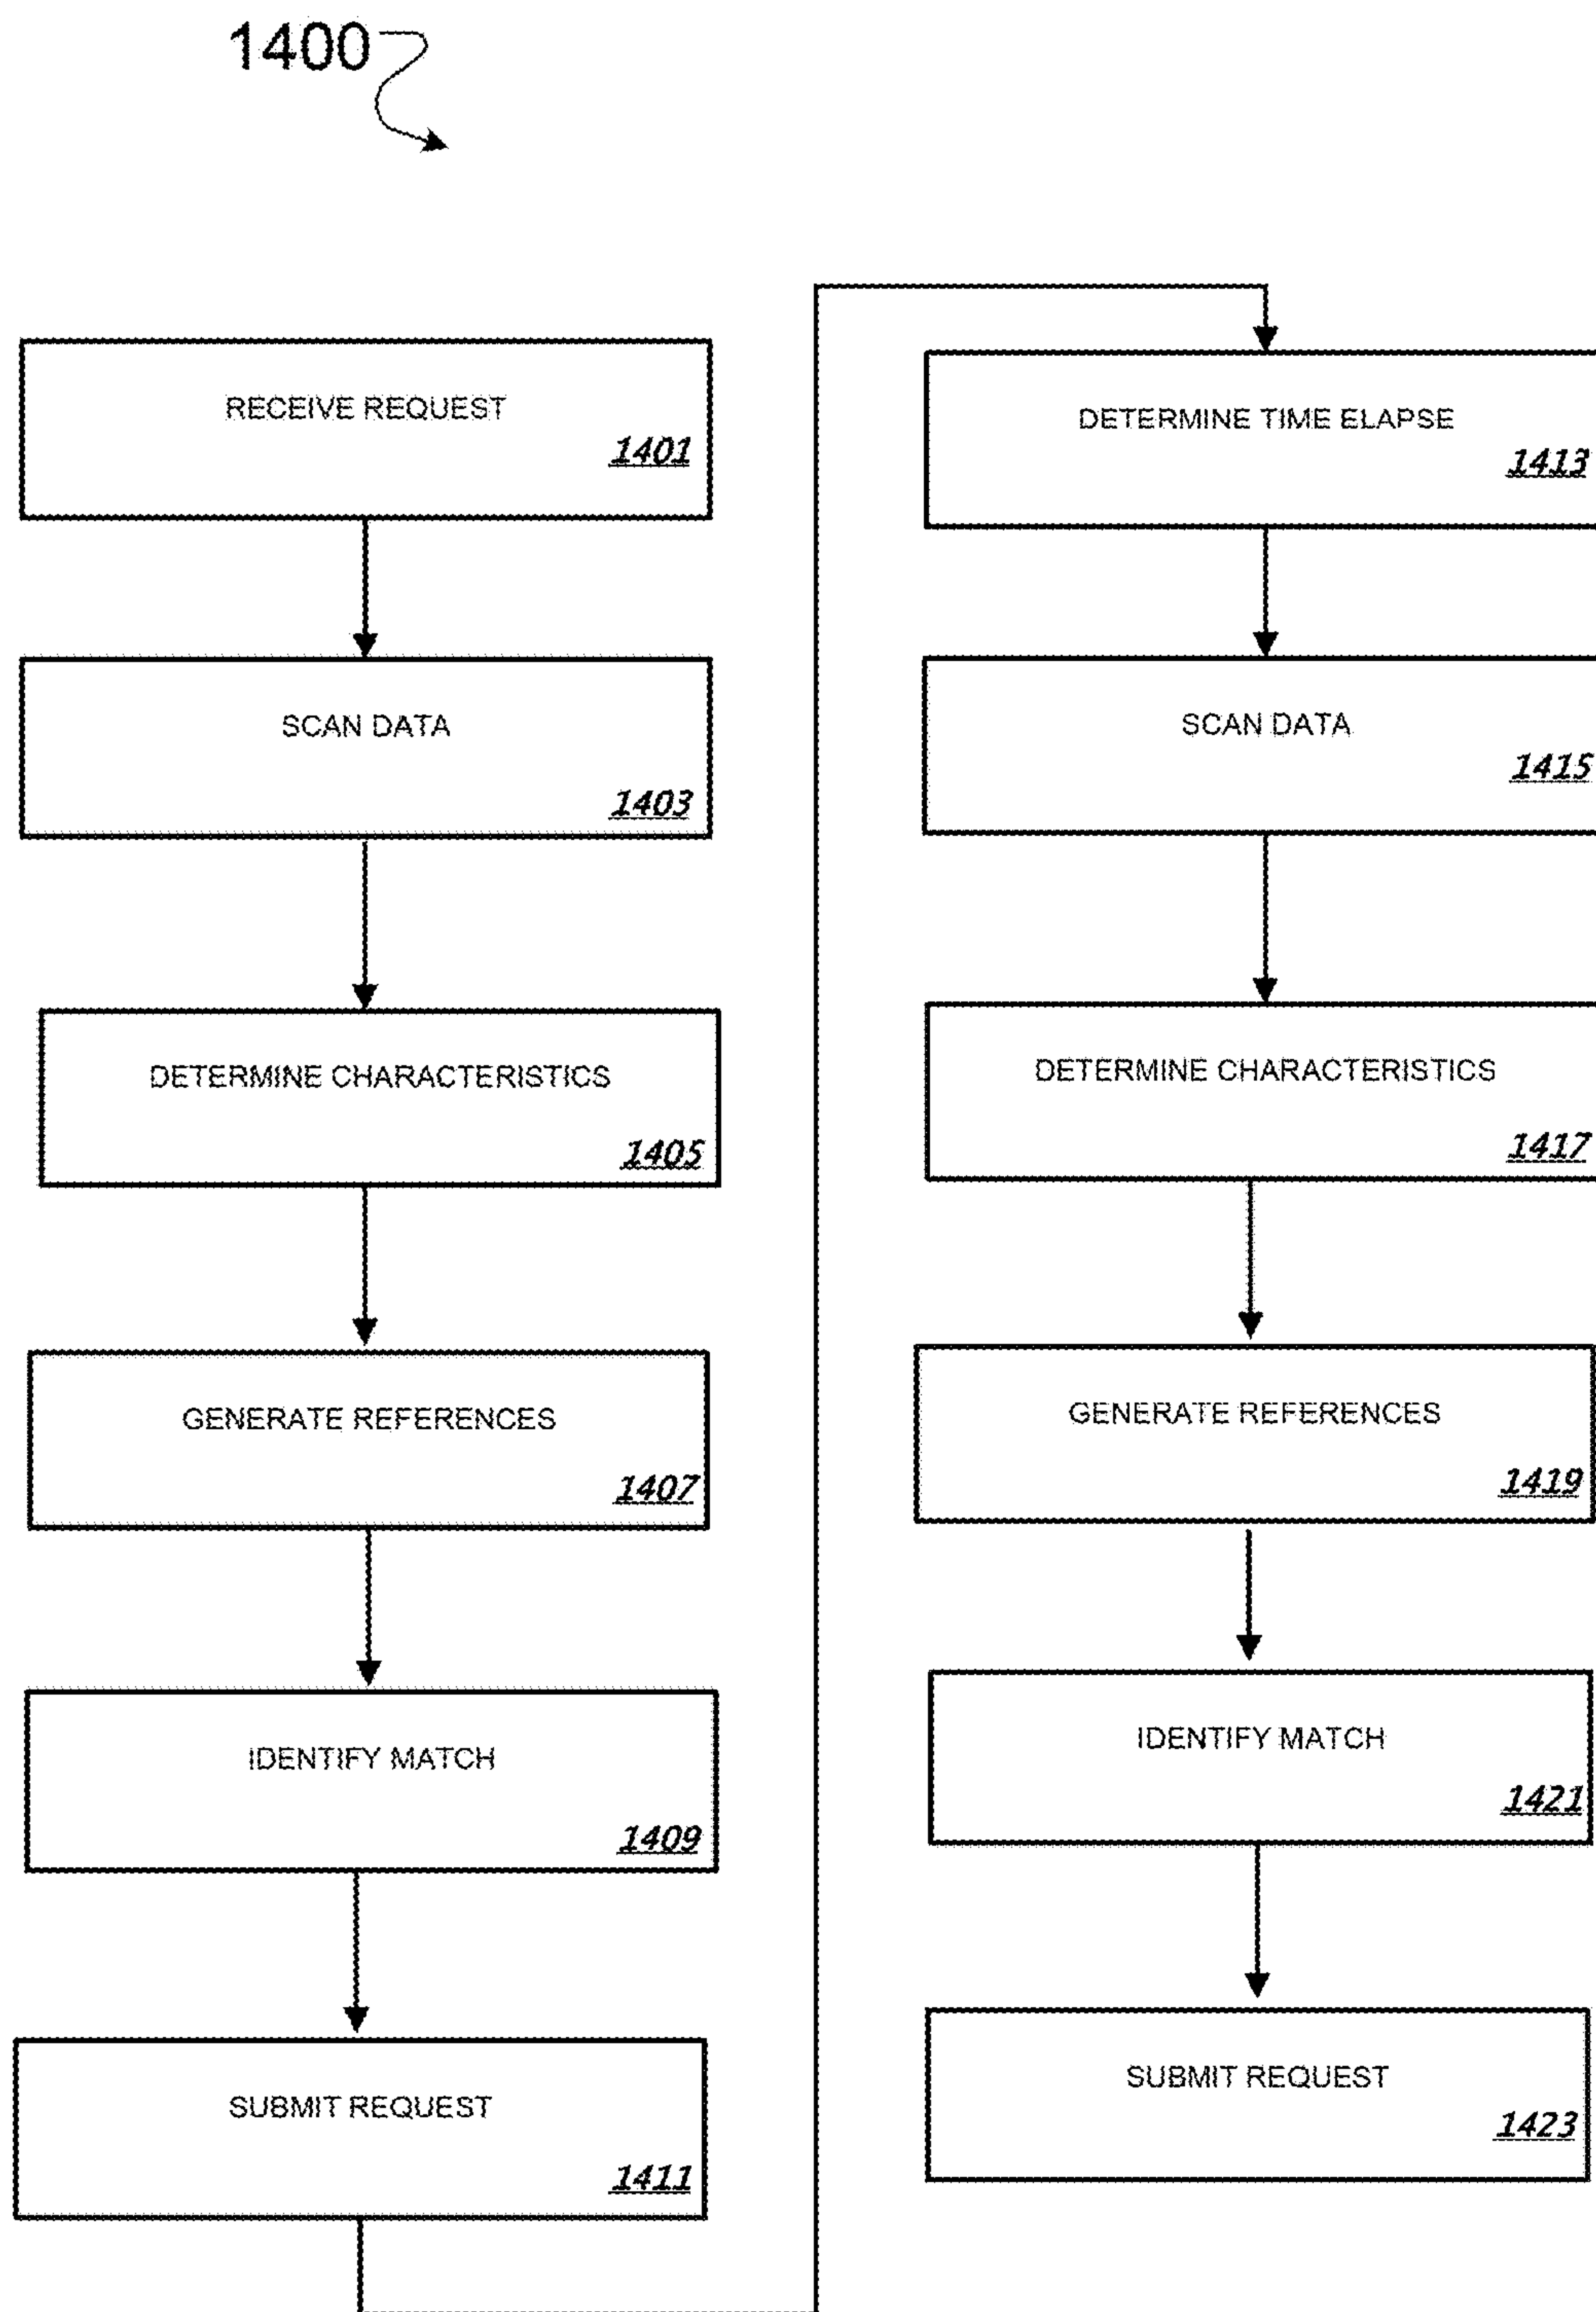 1400
RECEIVE REQUEST
1401
SCAN DATA
1403
DETERMINE CHARACTERISTICS
1405
GENERATE REFERENCES
1407
IDENTIFY MATCH
1409
SUBMIT REQUEST
1411
DETERMINE TIME ELAPSE
1413
SCAN DATA
1415
DETERMINE CHARACTERISTICS
1417
GENERATE REFERENCES
1419
IDENTIFY MATCH
1421
SUBMIT REQUEST
1423